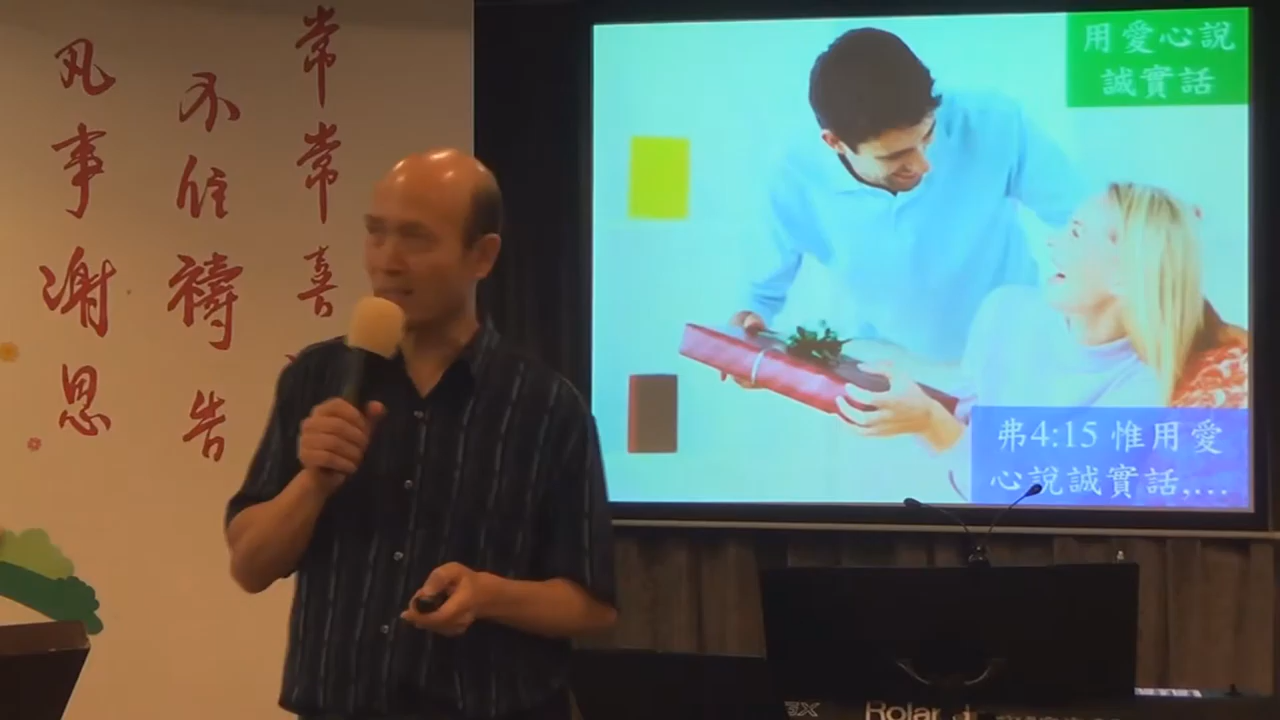 常常喜
不住禱告
凡事謝恩
用愛心說
誠實話
弗4:15 惟用愛
心說誠實話,...
Roland